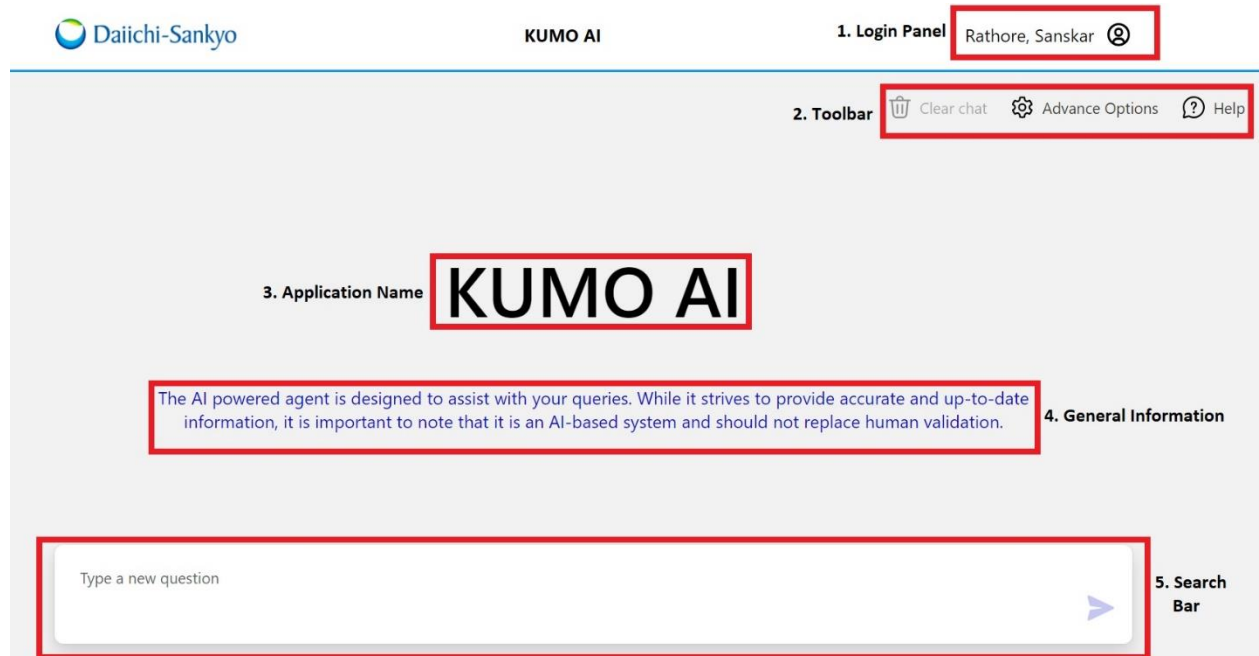 Daiichi-Sankyo
KUMO AI
1. Login Panel
Rathore, Sanskar
2. Toolbar
Clear chat
Advance Options
Help
3. Application Name
KUMO AI
The AI powered agent is designed to assist with your queries. While it strives to provide accurate and up-to-date
information, it is important to note that it is an AI-based system and should not replace human validation.
4. General Information
Type a new question
5. Search
Bar